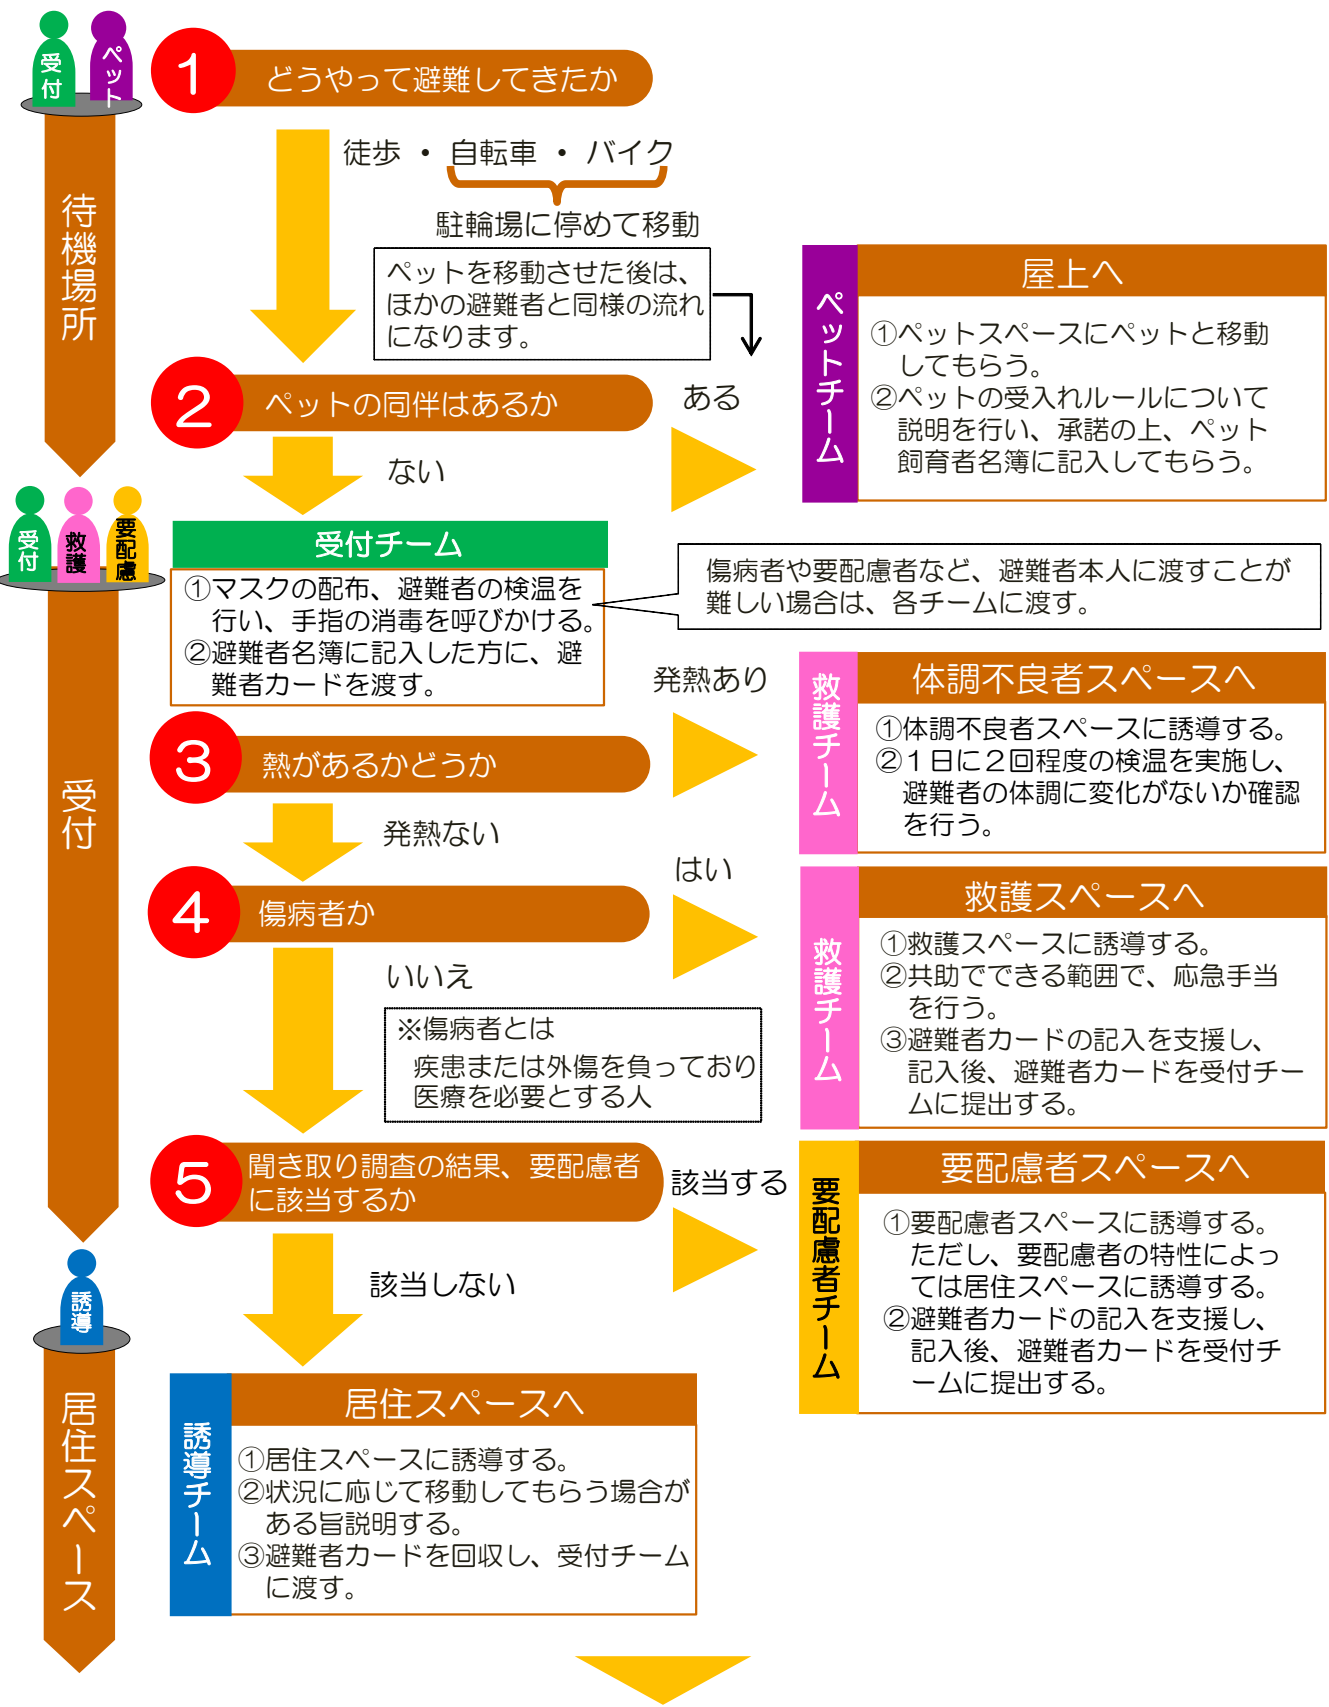 受付
ペット
待機場所
1
どうやって避難してきたか
徒歩 ・ 自転車 ・ バイク
駐輪場に停めて移動
ペットを移動させた後は、
ほかの避難者と同様の流れ
になります。
2
ペットの同伴はあるか
ある
ない
ペットチーム
屋上へ
①ペットスペースにペットと移動
してもらう。
②ペットの受入れルールについて
説明を行い、承諾の上、ペット
飼育者名簿に記入してもらう。
受付
救護
要配慮
受付
受付チーム
①マスクの配布、避難者の検温を
行い、手指の消毒を呼びかける。
②避難者名簿に記入した方に、避
難者カードを渡す。
傷病者や要配慮者など、避難者本人に渡すことが
難しい場合は、各チームに渡す。
3
熱があるかどうか
発熱あり
発熱ない
救護チーム
体調不良者スペースへ
①体調不良者スペースに誘導する。
②１日に２回程度の検温を実施し、
避難者の体調に変化がないか確認
を行う。
4
傷病者か
はい
いいえ
※傷病者とは
疾患または外傷を負っており
医療を必要とする人
救護チーム
救護スペースへ
①救護スペースに誘導する。
②共助でできる範囲で、応急手当
を行う。
③避難者カードの記入を支援し、
記入後、避難者カードを受付チー
ムに提出する。
5
聞き取り調査の結果、要配慮者
に該当するか
該当する
該当しない
要配慮者チーム
要配慮者スペースへ
①要配慮者スペースに誘導する。
ただし、要配慮者の特性によっ
ては居住スペースに誘導する。
②避難者カードの記入を支援し、
記入後、避難者カードを受付チ
ームに提出する。
誘導
居住スペース
誘導チーム
居住スペースへ
①居住スペースに誘導する。
②状況に応じて移動してもらう場合が
ある旨説明する。
③避難者カードを回収し、受付チーム
に渡す。